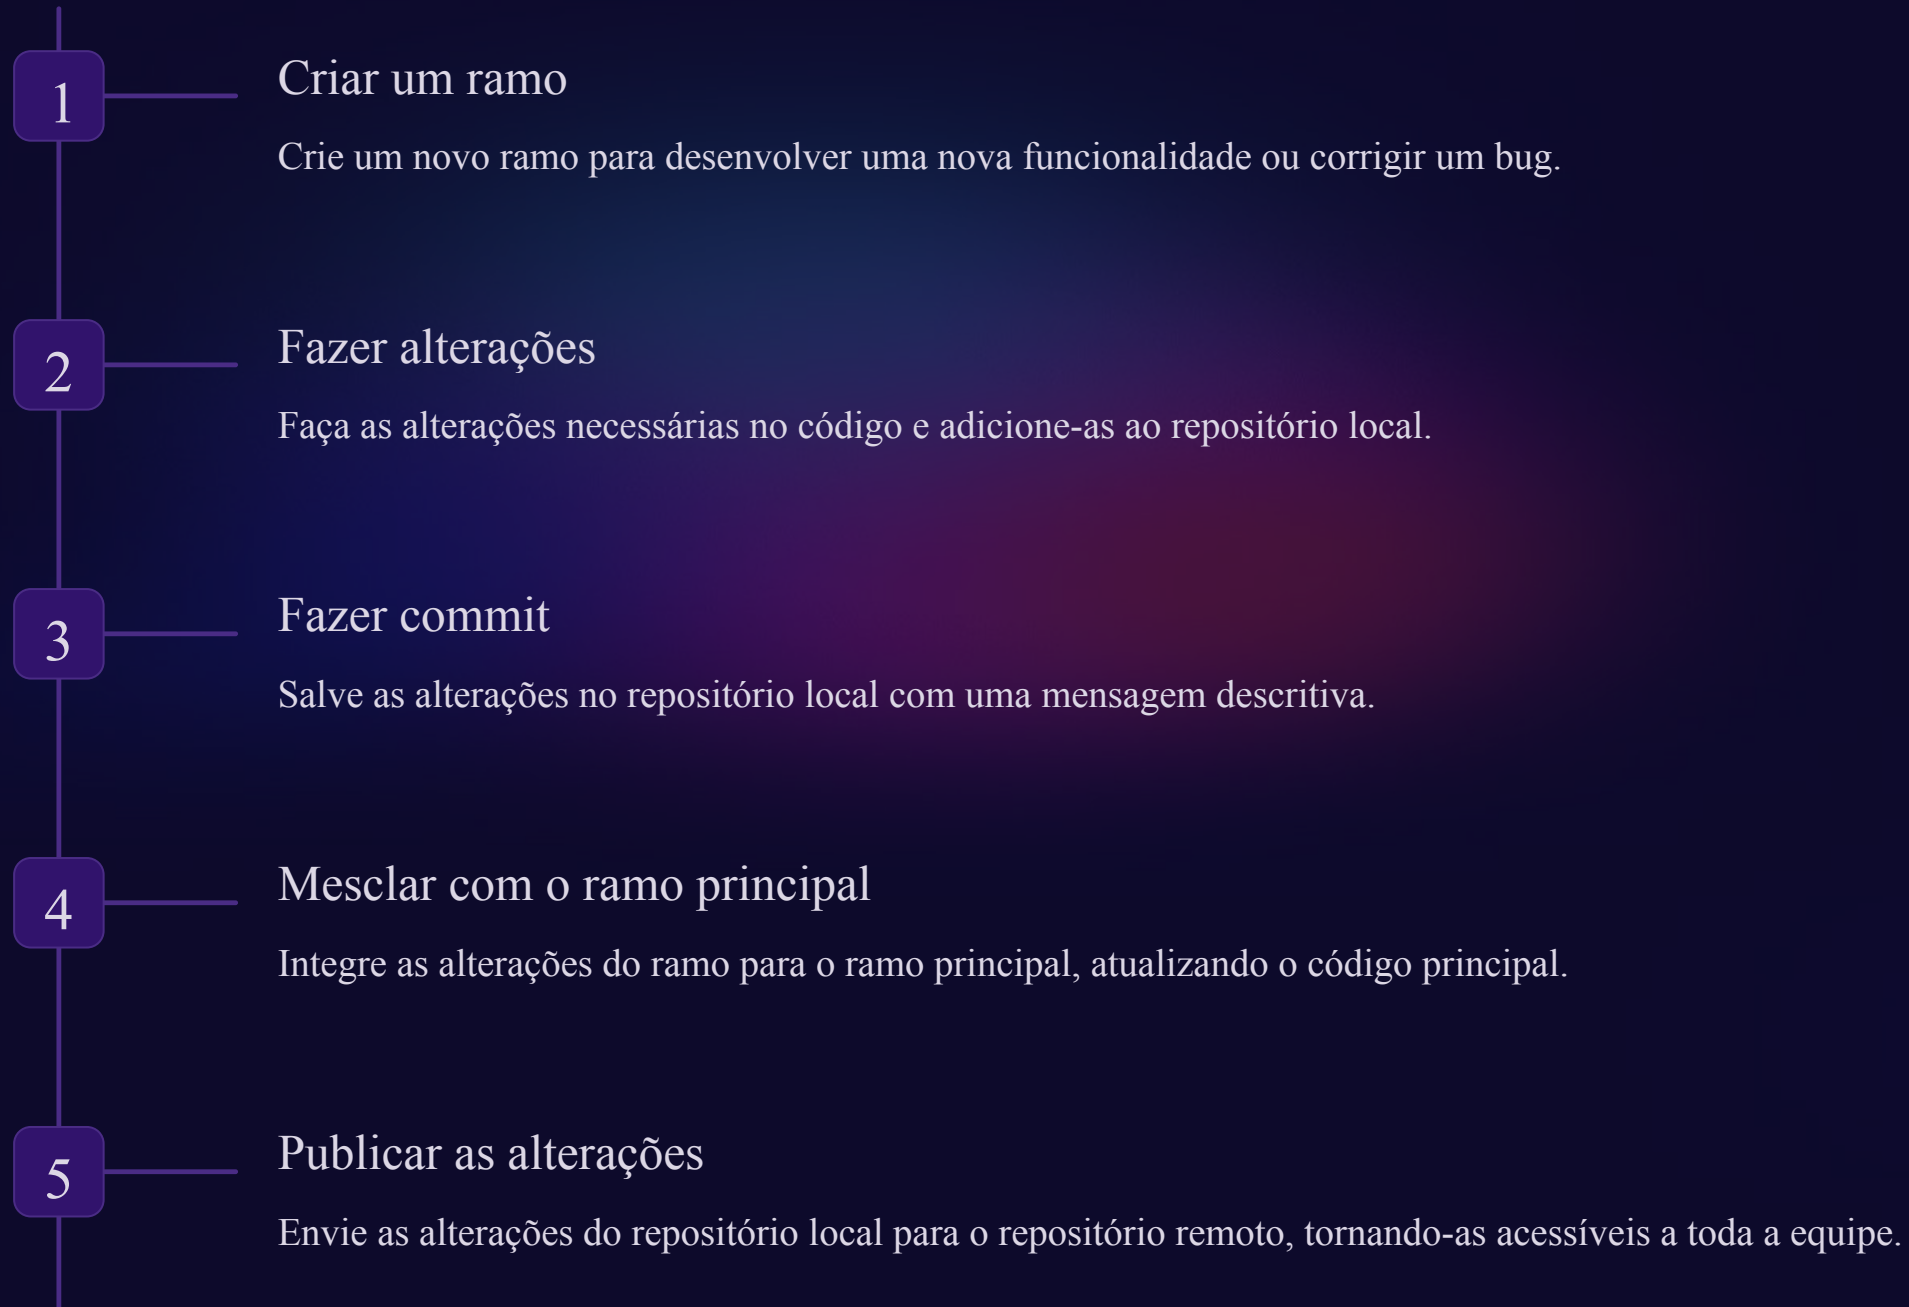 1
Criar um ramo
Crie um novo ramo para desenvolver uma nova funcionalidade ou corrigir um bug.
2
Fazer alterações
Faça as alterações necessárias no código e adicione-as ao repositório local.
3
Fazer commit
Salve as alterações no repositório local com uma mensagem descritiva.
4
Mesclar com o ramo principal
Integre as alterações do ramo para o ramo principal, atualizando o código principal.
5
Publicar as alterações
Envie as alterações do repositório local para o repositório remoto, tornando-as acessíveis a toda a equipe.